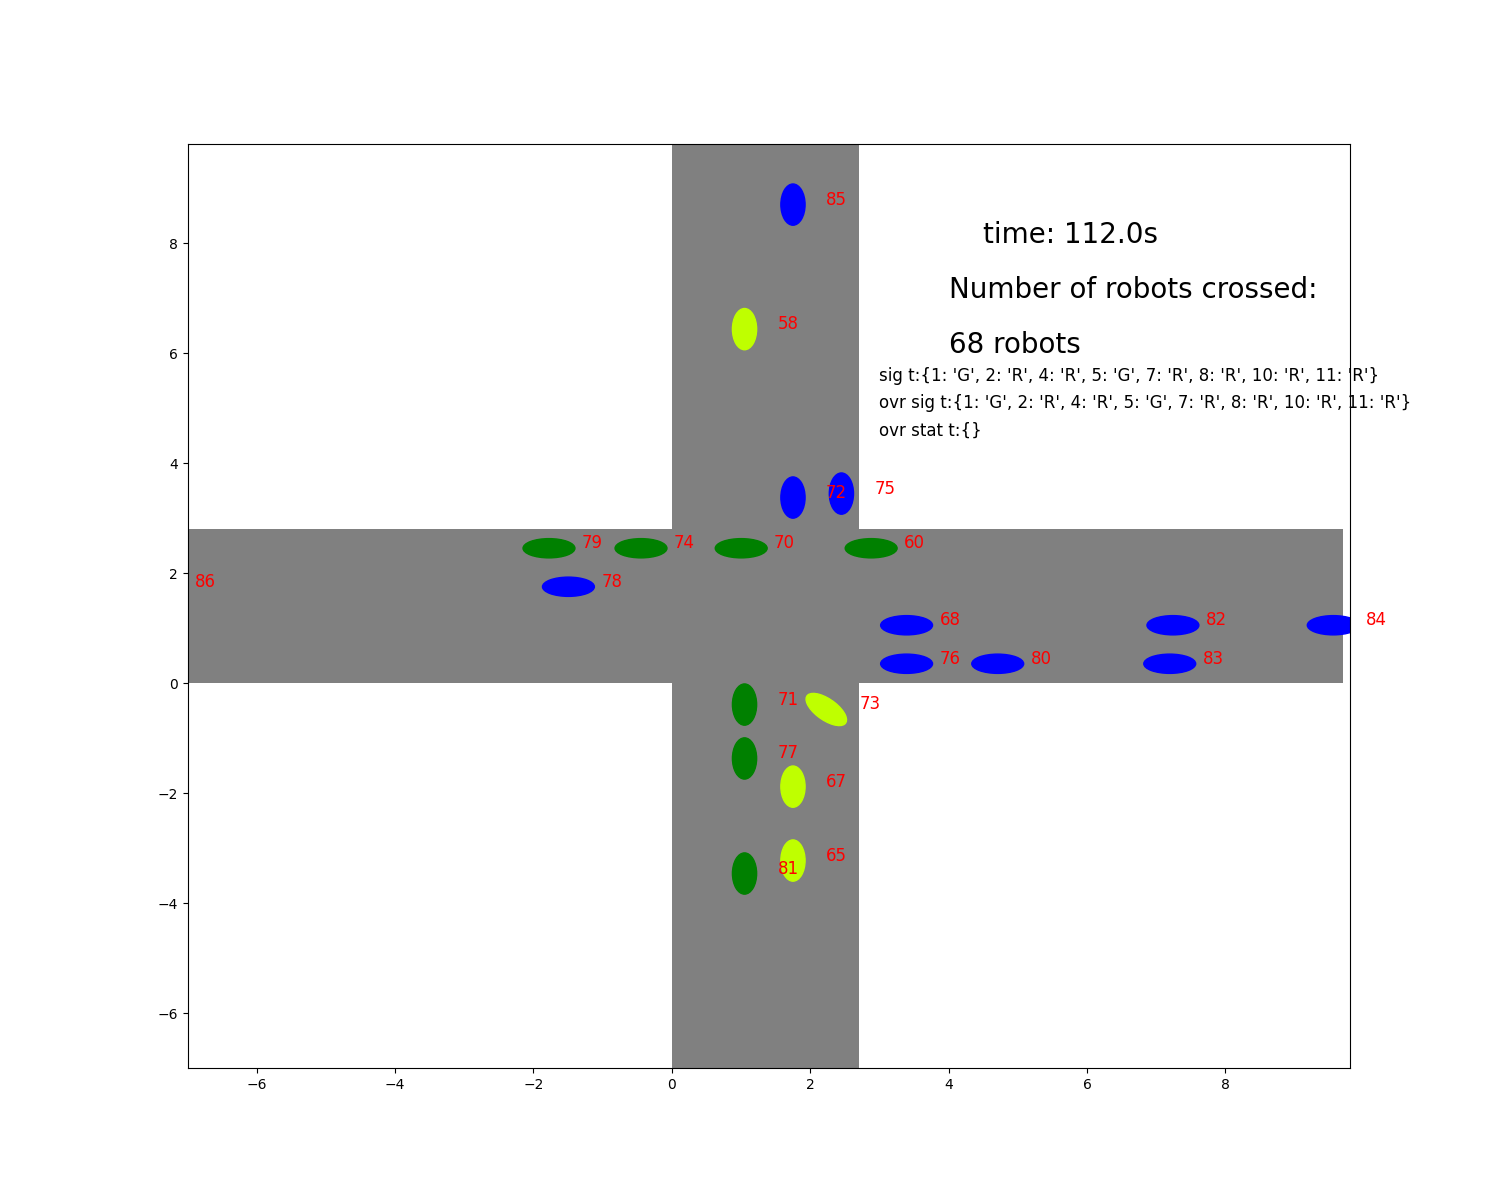 85
time: 112.0s
8
Number of robots crossed:
58
68 robots
6
sig t:{1: 'G', 2: 'R', 4: 'R', 5: 'G', 7: 'R', 8: 'R', 10: 'R', 11: 'R'}
ovr sig t:{1: 'G', 2: 'R', 4: 'R', 5: 'G', 7: 'R', 8: 'R', 10: 'R', 11: 'R'}
ovr stat t:{}
4
72 75
79 74 70 60
2
86 78
68 82 84
76 80 83
0
71 73
77
67
−2
65
81
−4
−6
−6 −4 −2 0 2 4 6 8